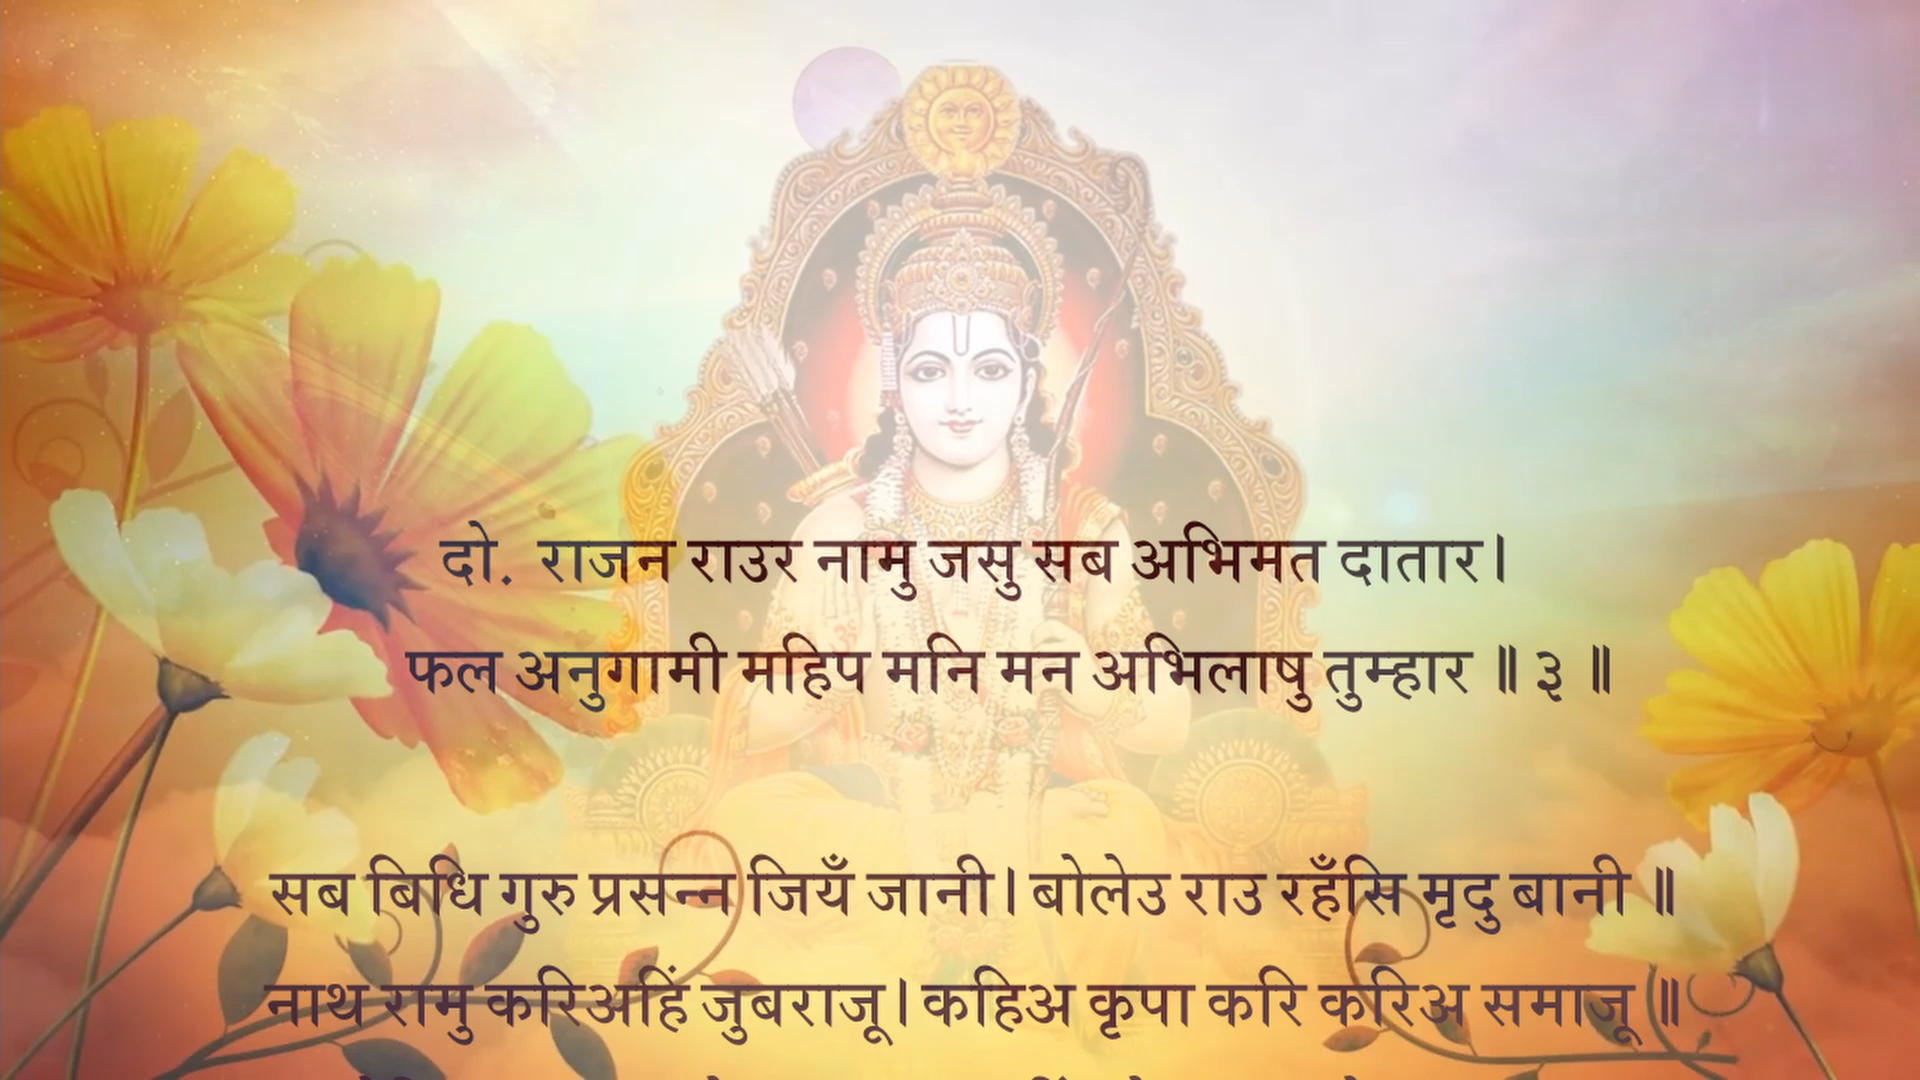 दो. राजन राउर नामु जसु सब अभिमत दातार।
फल अनुगामी महिप मनि मन अभिलाषु तुम्हार ॥ ३ ॥
सब बिधि गुरु प्रसन्न जियँ जानी। बोलेउ राउ रहँसि मृदु बानी ॥
नाथ रामु करिअहिं जुबराजू। कहिअ कृपा करि करिअ समाजू ॥